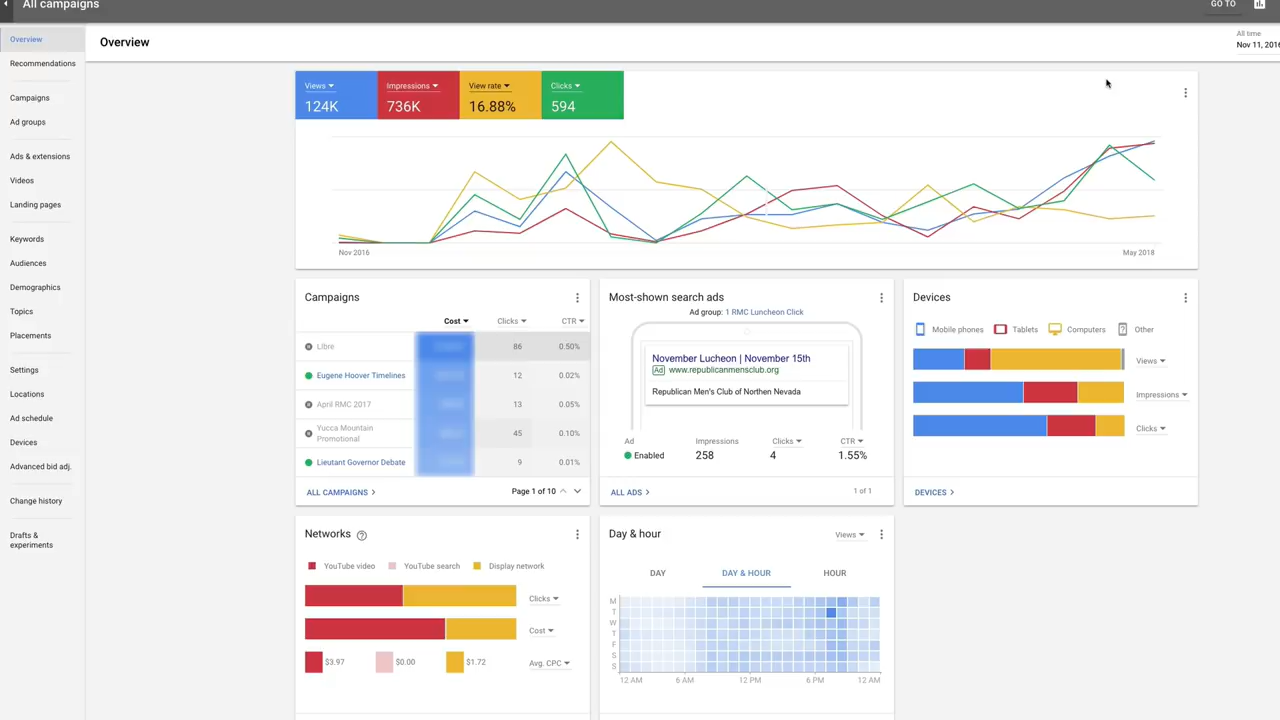 All campaigns
GO TO
Overview
Recommendations
Campaigns
Ad groups
Ads & extensions
Videos
Landing pages
Keywords
Audiences
Demographics
Topics
Placements
Settings
Locations
Ad schedule
Devices
Advanced bid adj.
Change history
Drafts &
experiments
Overview
All time
Nov 11, 2016
Views
Impressions
View rate
Clicks
124K
736K
16.88%
594
Nov 2016
May 2018
Campaigns
Cost
Clicks
CTR
Libre
86
0.50%
Eugene Hoover Timelines
12
0.02%
April RMC 2017
13
0.05%
Yucca Mountain
Promotional
45
0.10%
Lieutant Governor Debate
9
0.01%
ALL CAMPAIGNS
Page 1 of 10
Most-shown search ads
Ad group: 1 RMC Luncheon Click
November Luncheon | November 15th
Ad www.republicanmensclub.org
Republican Men's Club of Northen Nevada
Ad
Impressions
Clicks
CTR
Enabled
258
4
1.55%
ALL ADS
1 of 1
Devices
Mobile phones
Tablets
Computers
? Other
Views
Impressions
Clicks
DEVICES
Networks ?
YouTube video
YouTube search
Display network
Clicks
Cost
$3.97
$0.00
$1.72
Avg. CPC
Day & hour
Views
DAY
DAY & HOUR
HOUR
M
T
W
T
F
S
S
12 AM
6 AM
12 PM
6 PM
12 AM